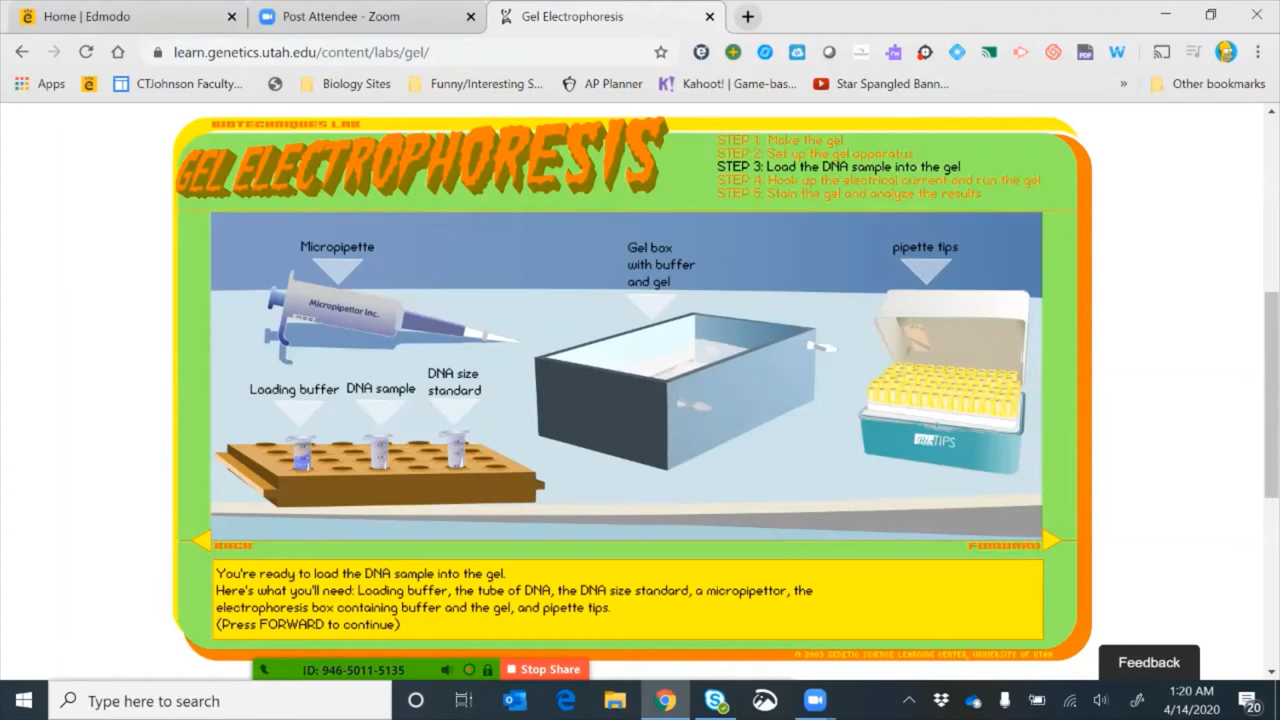 Home | Edmodo
Post Attendee - Zoom
Gel Electrophoresis
learn.genetics.utah.edu/content/labs/gel/
Apps
CTJohnson Faculty...
Biology Sites
Funny/Interesting S...
AP Planner
Kahoot! | Game-bas...
Star Spangled Bann...
»
Other bookmarks
BIOTECHNIQUES LAB
GEL ELECTROPHORESIS
STEP 1: Make the gel
STEP 2: Set up the gel apparatus
STEP 3: Load the DNA sample into the gel
STEP 4: Hook up the electrical current and run the gel
STEP 5: Stain the gel and analyze the results
Micropipette
Gel box
with buffer
and gel
pipette tips
Micropipettor Inc.
Loading buffer
DNA sample
DNA size
standard
TIPS
BACK
FORWARD
You're ready to load the DNA sample into the gel.
Here's what you'll need: Loading buffer, the tube of DNA, the DNA size standard, a micropipettor, the
electrophoresis box containing buffer and the gel, and pipette tips.
(Press FORWARD to continue)
© 2003 GENETIC SCIENCE LEARNING CENTER, UNIVERSITY OF UTAH
ID: 946-5011-5135
Stop Share
Feedback
Type here to search
1:20 AM
4/14/2020
20